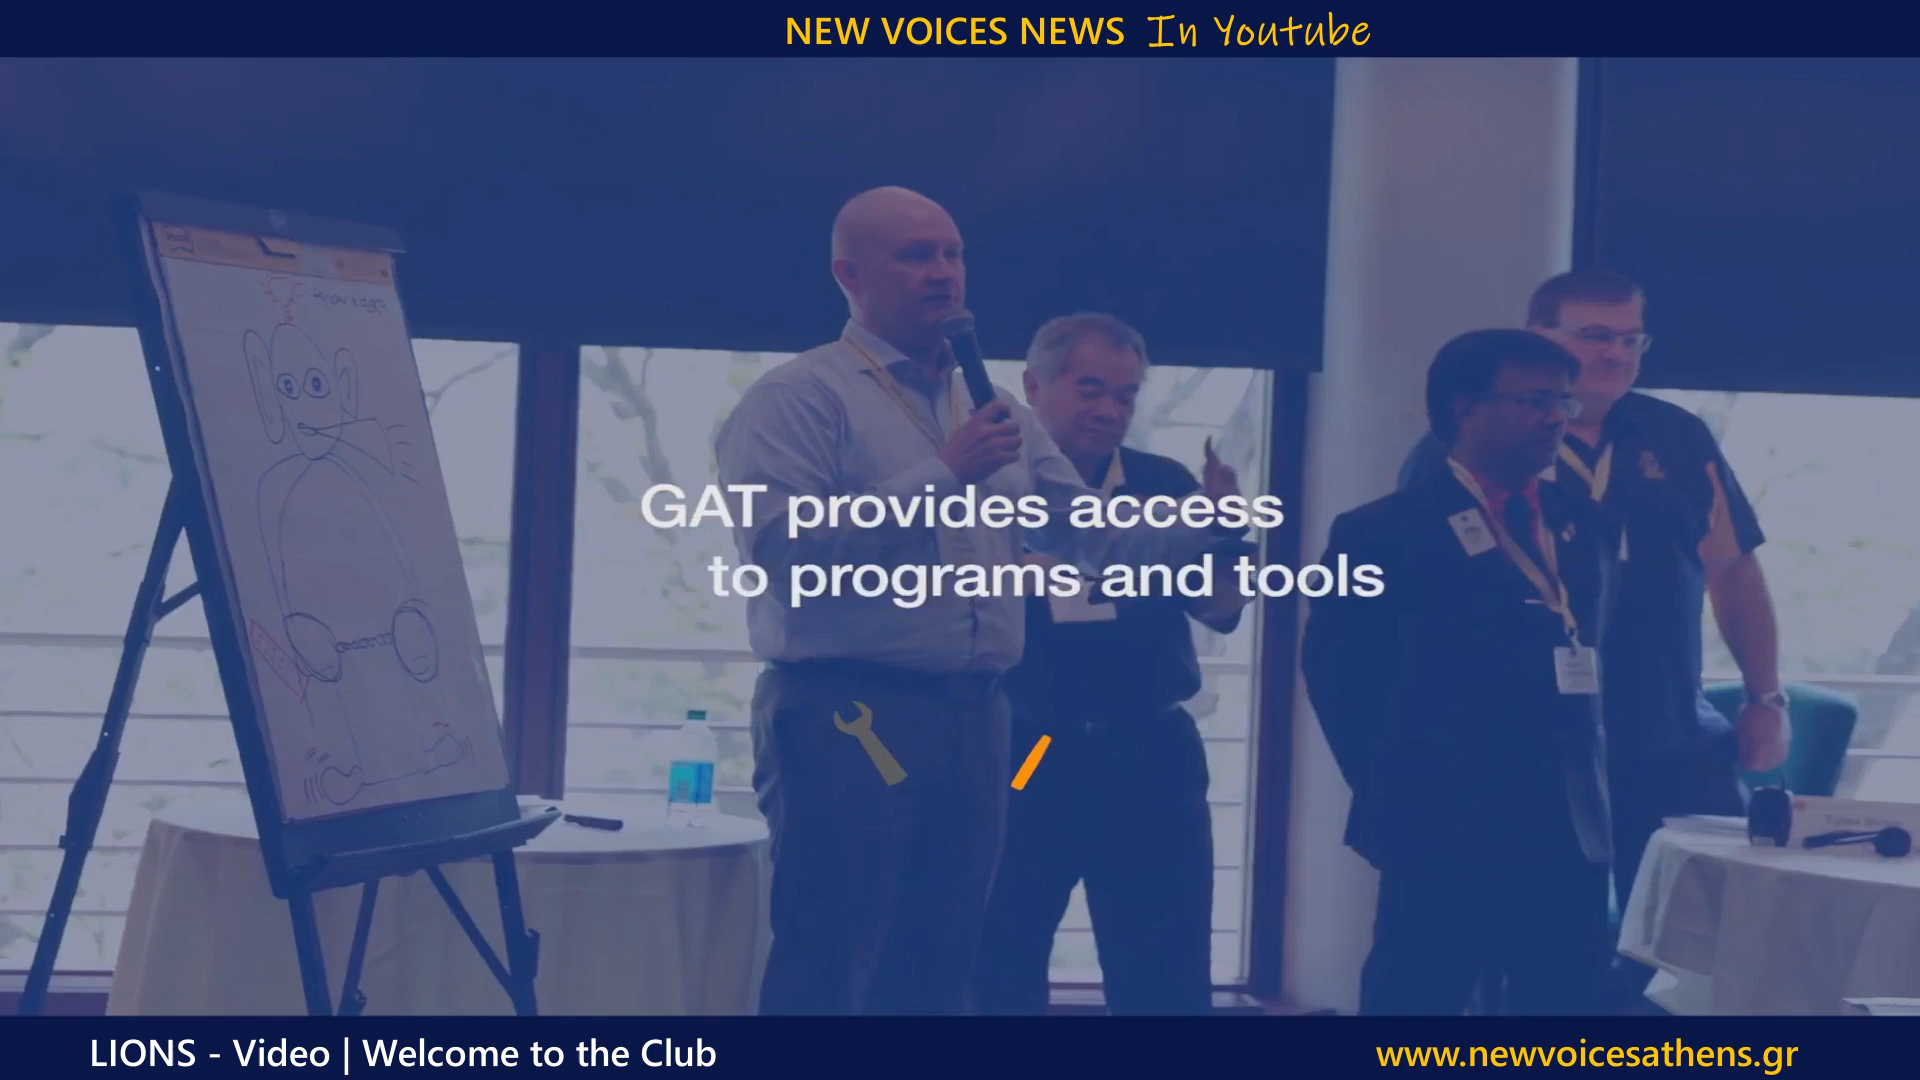 NEW VOICES NEWS In Youtube
knowledge
GAT provides access
to programs and tools
LIONS - Video | Welcome to the Club
www.newvoicesathens.gr